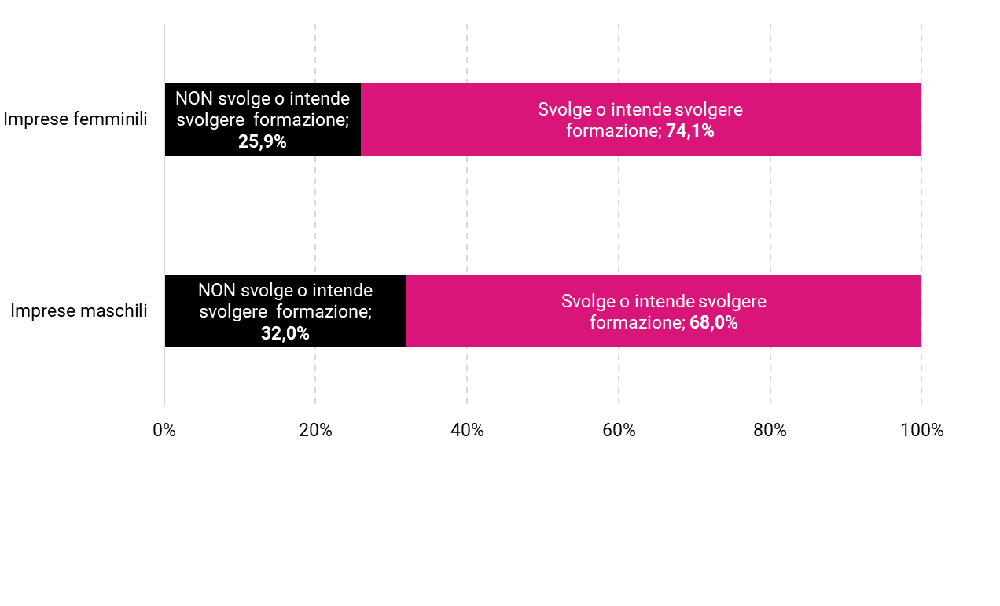 Imprese femminili
NON svolge o intende
svolgere formazione;
25,9%
Svolge o intende svolgere
formazione; 74,1%
Imprese maschili
NON svolge o intende
svolgere formazione;
32,0%
Svolge o intende svolgere
formazione; 68,0%
0% 20% 40% 60% 80% 100%